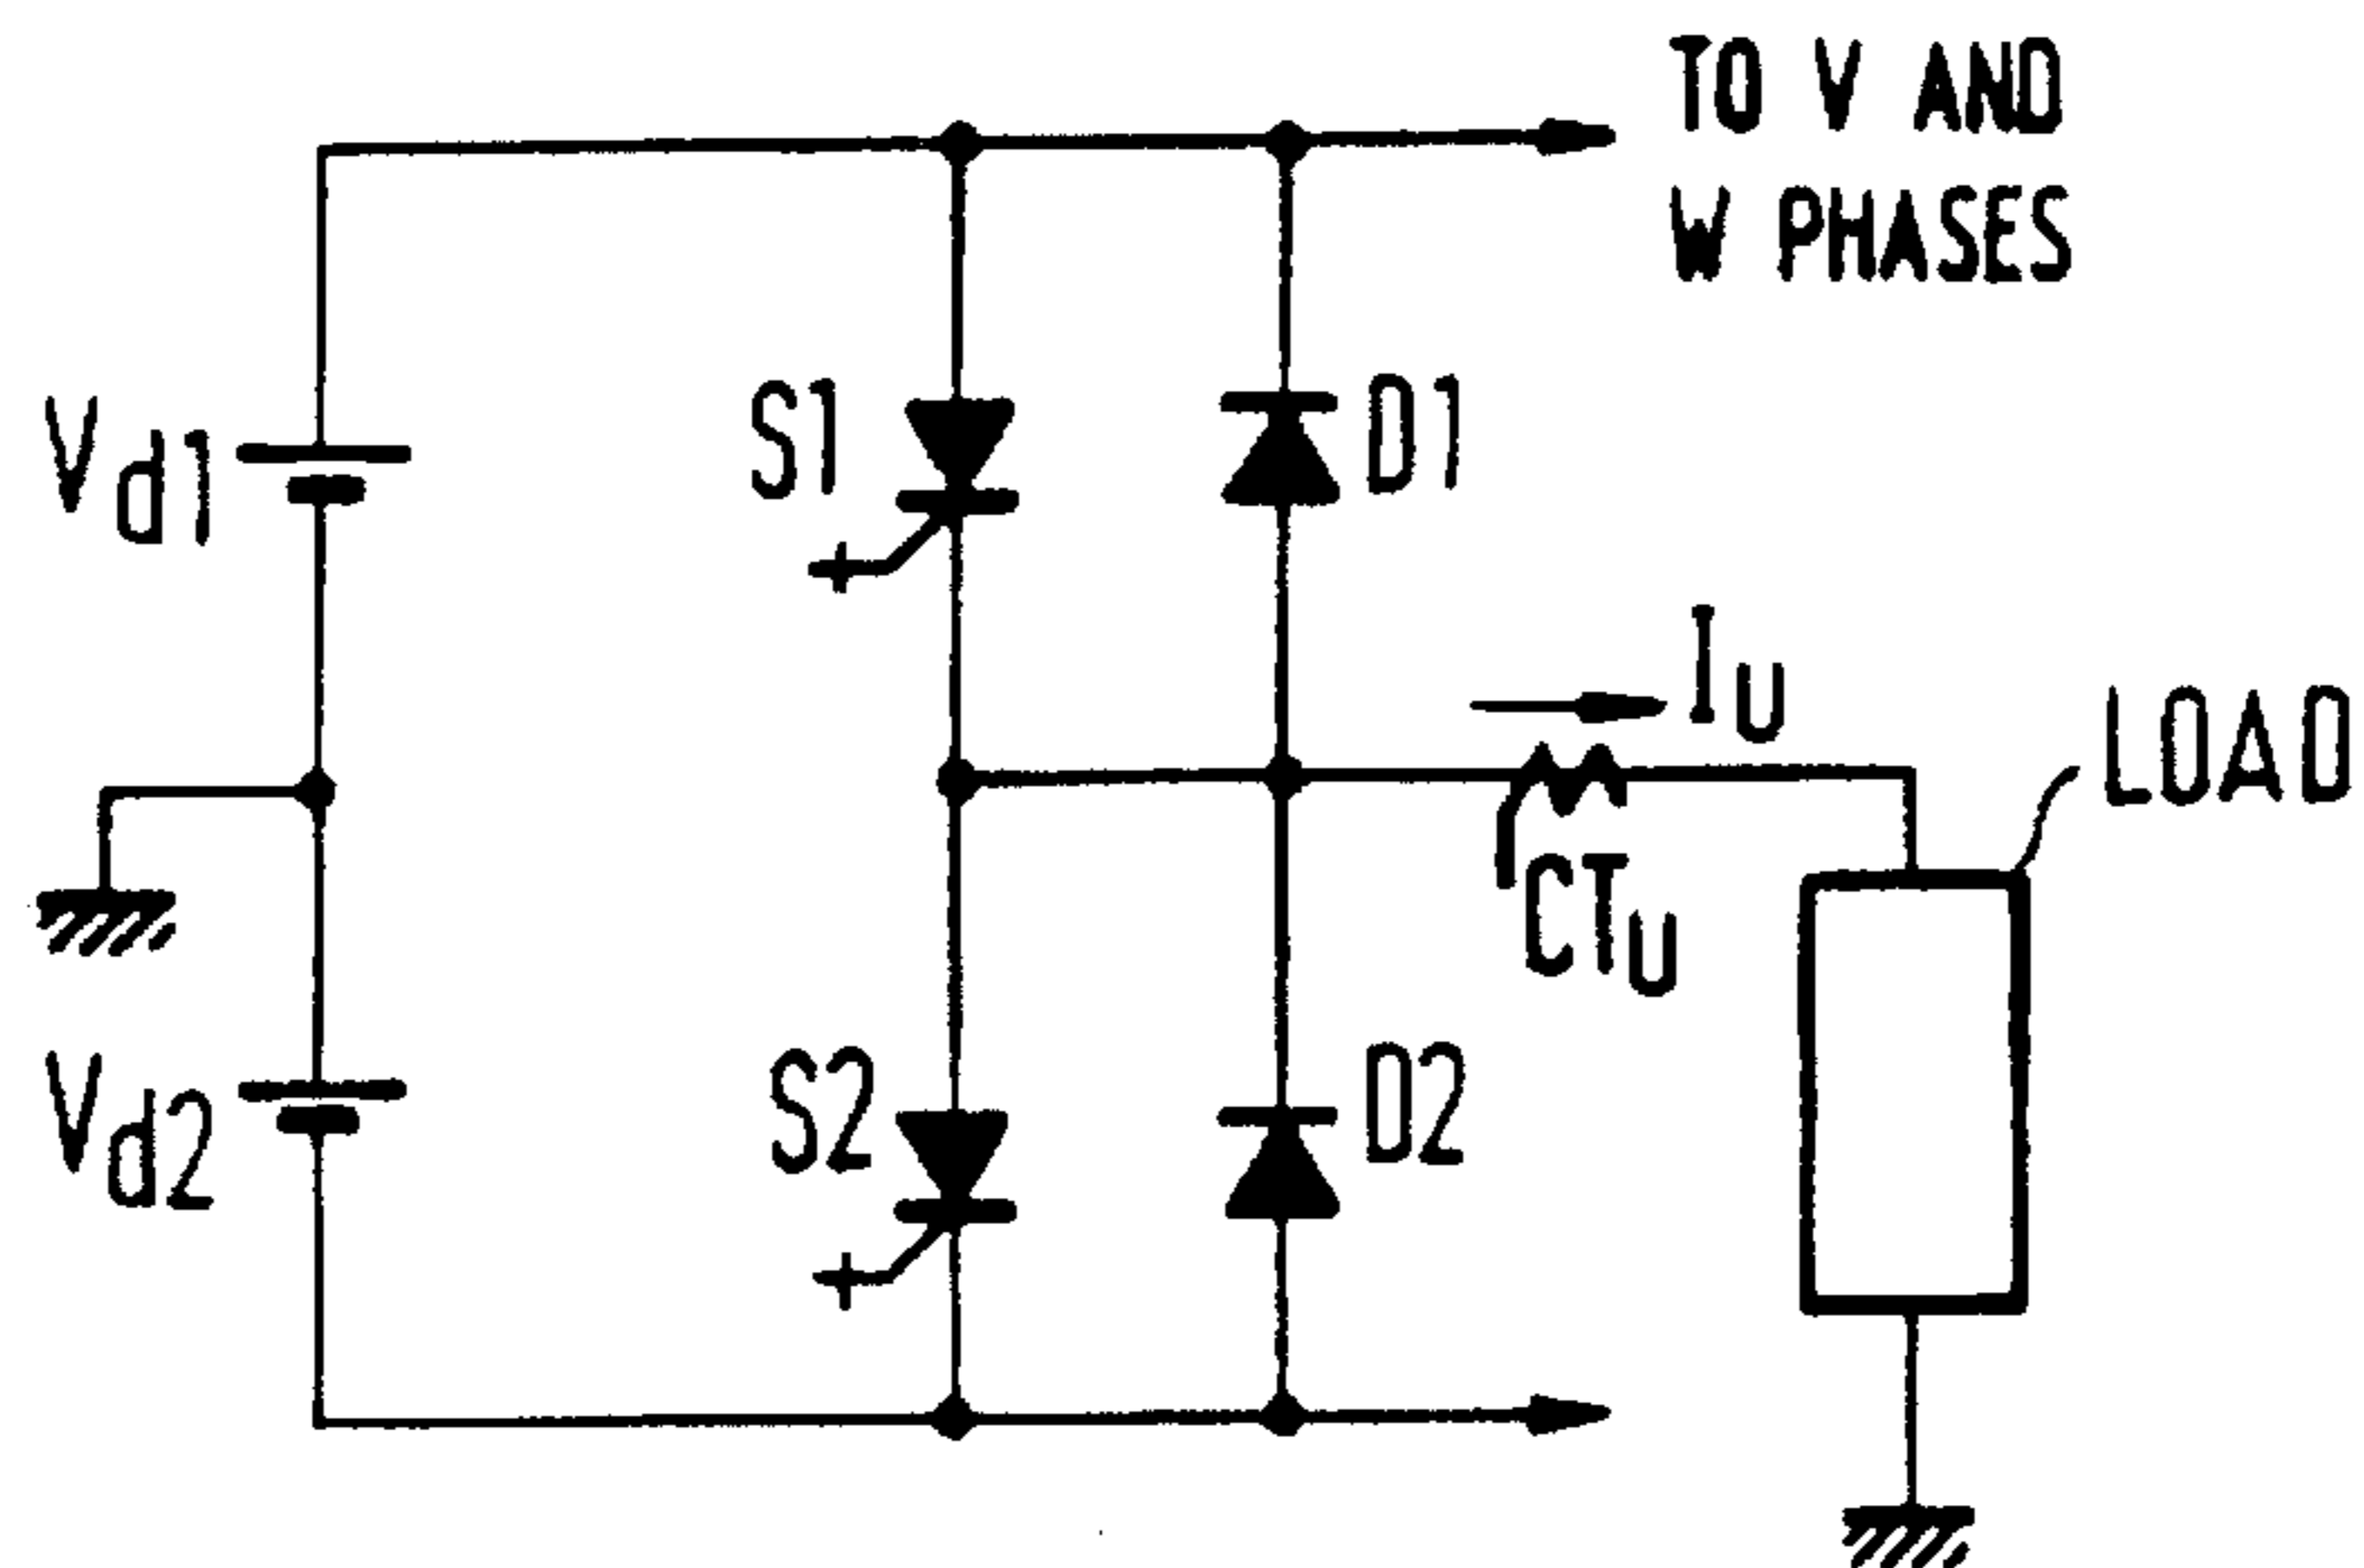 TO V AND
W PHASES
S1
D1
Vd1
IU
LOAD
CTU
S2
D2
Vd2